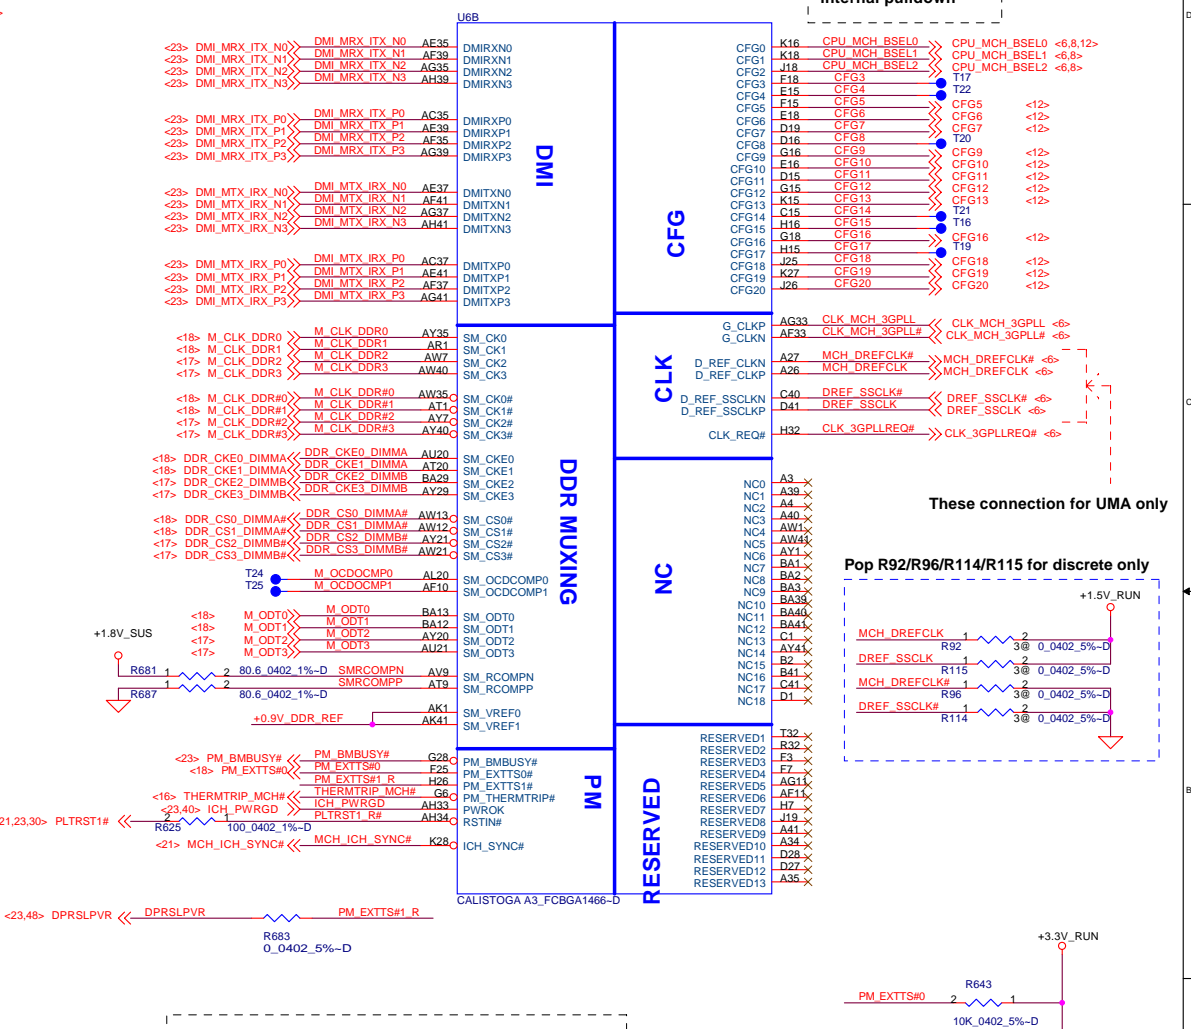 internal pulldown
U6B
<23> DMI_MRX_ITX_N0 DMI_MRX_ITX_N0 AE35 DMIRXN0
<23> DMI_MRX_ITX_N1 DMI_MRX_ITX_N1 AF39 DMIRXN1
<23> DMI_MRX_ITX_N2 DMI_MRX_ITX_N2 AG35 DMIRXN2
<23> DMI_MRX_ITX_N3 DMI_MRX_ITX_N3 AH39 DMIRXN3
<23> DMI_MRX_ITX_P0 DMI_MRX_ITX_P0 AC35 DMIRXP0
<23> DMI_MRX_ITX_P1 DMI_MRX_ITX_P1 AE39 DMIRXP1
<23> DMI_MRX_ITX_P2 DMI_MRX_ITX_P2 AF35 DMIRXP2
<23> DMI_MRX_ITX_P3 DMI_MRX_ITX_P3 AG39 DMIRXP3
<23> DMI_MTX_IRX_N0 DMI_MTX_IRX_N0 AE37 DMITXN0
<23> DMI_MTX_IRX_N1 DMI_MTX_IRX_N1 AF41 DMITXN1
<23> DMI_MTX_IRX_N2 DMI_MTX_IRX_N2 AG37 DMITXN2
<23> DMI_MTX_IRX_N3 DMI_MTX_IRX_N3 AH41 DMITXN3
<23> DMI_MTX_IRX_P0 DMI_MTX_IRX_P0 AC37 DMITXP0
<23> DMI_MTX_IRX_P1 DMI_MTX_IRX_P1 AE41 DMITXP1
<23> DMI_MTX_IRX_P2 DMI_MTX_IRX_P2 AF37 DMITXP2
<23> DMI_MTX_IRX_P3 DMI_MTX_IRX_P3 AG41 DMITXP3
DMI
<18> M_CLK_DDR0 M_CLK_DDR0 AY35 SM_CK0
<18> M_CLK_DDR1 M_CLK_DDR1 AR1 SM_CK1
<17> M_CLK_DDR2 M_CLK_DDR2 AW7 SM_CK2
<17> M_CLK_DDR3 M_CLK_DDR3 AW40 SM_CK3
<18> M_CLK_DDR#0 M_CLK_DDR#0 AW35 SM_CK0#
<18> M_CLK_DDR#1 M_CLK_DDR#1 AT1 SM_CK1#
<17> M_CLK_DDR#2 M_CLK_DDR#2 AY7 SM_CK2#
<17> M_CLK_DDR#3 M_CLK_DDR#3 AY40 SM_CK3#
<18> DDR_CKE0_DIMMA DDR_CKE0_DIMMA AU20 SM_CKE0
<18> DDR_CKE1_DIMMA DDR_CKE1_DIMMA AT20 SM_CKE1
<17> DDR_CKE2_DIMMB DDR_CKE2_DIMMB BA29 SM_CKE2
<17> DDR_CKE3_DIMMB DDR_CKE3_DIMMB AY29 SM_CKE3
<18> DDR_CS0_DIMMA# DDR_CS0_DIMMA# AW13 SM_CS0#
<18> DDR_CS1_DIMMA# DDR_CS1_DIMMA# AW12 SM_CS1#
<17> DDR_CS2_DIMMB# DDR_CS2_DIMMB# AY21 SM_CS2#
<17> DDR_CS3_DIMMB# DDR_CS3_DIMMB# AW21 SM_CS3#
T24 M_OCDOCMP0 AL20 SM_OCDCOMP0
T25 M_OCDOCMP1 AF10 SM_OCDCOMP1
<18> M_ODT0 M_ODT0 BA13 SM_ODT0
<18> M_ODT1 M_ODT1 BA12 SM_ODT1
<17> M_ODT2 M_ODT2 AY20 SM_ODT2
<17> M_ODT3 M_ODT3 AU21 SM_ODT3
+1.8V_SUS
R681 1 2 80.6_0402_1%~D SMRCOMPN AV9 SM_RCOMPN
R687 1 2 80.6_0402_1%~D SMRCOMPP AT9 SM_RCOMPP
AK1 SM_VREF0
+0.9V_DDR_REF AK41 SM_VREF1
DDR MUXING
<23> PM_BMBUSY# PM_BMBUSY# G28 PM_BMBUSY#
<18> PM_EXTTS#0 PM_EXTTS#0 F25 PM_EXTTS0#
PM_EXTTS#1_R H26 PM_EXTTS1#
<16> THERMTRIP_MCH# THERMTRIP_MCH# G6 PM_THERMTRIP#
<23,40> ICH_PWRGD ICH_PWRGD AH33 PWROK
21,23,30> PLTRST1# 2 1 R625 100_0402_1%~D PLTRST1_R# AH34 RSTIN#
<21> MCH_ICH_SYNC# MCH_ICH_SYNC# K28 ICH_SYNC#
PM
CFG0 K16 CPU_MCH_BSEL0 CPU_MCH_BSEL0 <6,8,12>
CFG1 K18 CPU_MCH_BSEL1 CPU_MCH_BSEL1 <6,8>
CFG2 J18 CPU_MCH_BSEL2 CPU_MCH_BSEL2 <6,8>
CFG3 F18 CFG3 T17
CFG4 E15 CFG4 T22
CFG5 F15 CFG5 CFG5 <12>
CFG6 E18 CFG6 CFG6 <12>
CFG7 D19 CFG7 CFG7 <12>
CFG8 D16 CFG8 T20
CFG9 G16 CFG9 CFG9 <12>
CFG10 E16 CFG10 CFG10 <12>
CFG11 D15 CFG11 CFG11 <12>
CFG12 G15 CFG12 CFG12 <12>
CFG13 K15 CFG13 CFG13 <12>
CFG14 C15 CFG14 T21
CFG15 H16 CFG15 T16
CFG16 G18 CFG16 CFG16 <12>
CFG17 H15 CFG17 T19
CFG18 J25 CFG18 CFG18 <12>
CFG19 K27 CFG19 CFG19 <12>
CFG20 J26 CFG20 CFG20 <12>
CFG
G_CLKP AG33 CLK_MCH_3GPLL CLK_MCH_3GPLL <6>
G_CLKN AF33 CLK_MCH_3GPLL# CLK_MCH_3GPLL# <6>
D_REF_CLKN A27 MCH_DREFCLK# MCH_DREFCLK# <6>
D_REF_CLKP A26 MCH_DREFCLK MCH_DREFCLK <6>
D_REF_SSCLKN C40 DREF_SSCLK# DREF_SSCLK# <6>
D_REF_SSCLKP D41 DREF_SSCLK DREF_SSCLK <6>
CLK_REQ# H32 CLK_3GPLLREQ# CLK_3GPLLREQ# <6>
CLK
NC0 A3
NC1 A39
NC2 A4
NC3 A40
NC4 AW1
NC5 AW41
NC6 AY1
NC7 BA1
NC8 BA2
NC9 BA3
NC10 BA39
NC11 BA40
NC12 BA41
NC13 C1
NC14 AY41
NC15 B2
NC16 B41
NC17 C41
NC18 D1
NC
RESERVED1 T32
RESERVED2 R32
RESERVED3 F3
RESERVED4 F7
RESERVED5 AG11
RESERVED6 AF11
RESERVED7 H7
RESERVED8 J19
RESERVED9 A41
RESERVED10 A34
RESERVED11 D28
RESERVED12 D27
RESERVED13 A35
RESERVED
CALISTOGA A3_FCBGA1466~D
These connection for UMA only
Pop R92/R96/R114/R115 for discrete only
+1.5V_RUN
MCH_DREFCLK 1 2 R92 3@ 0_0402_5%~D
DREF_SSCLK 1 2 R115 3@ 0_0402_5%~D
MCH_DREFCLK# 1 2 R96 3@ 0_0402_5%~D
DREF_SSCLK# 1 2 R114 3@ 0_0402_5%~D
<23,48> DPRSLPVR DPRSLPVR PM_EXTTS#1_R
R683
0_0402_5%~D
+3.3V_RUN
R643
PM_EXTTS#0 2 1
10K_0402_5%~D
D
C
B